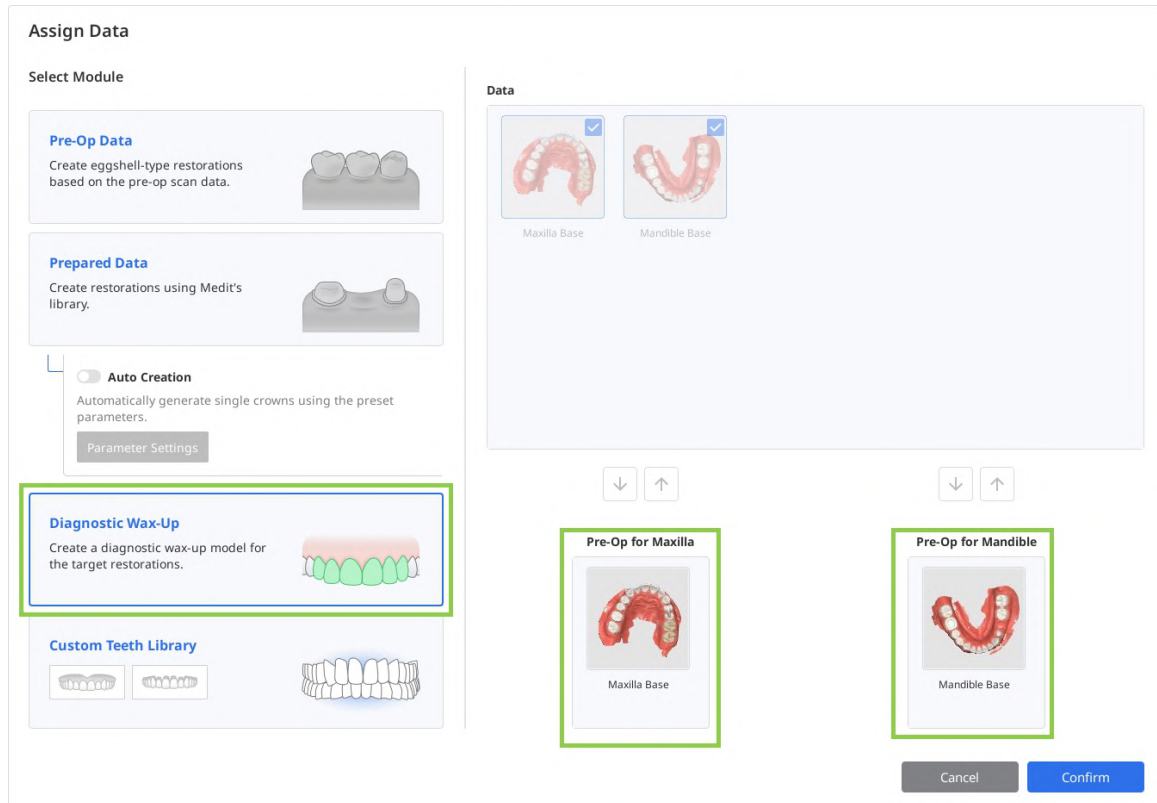 Assign Data
Select Module
Pre-Op Data
Create eggshell-type restorations
based on the pre-op scan data.
Prepared Data
Create restorations using Medit's
library.
Auto Creation
Automatically generate single crowns using the preset
parameters.
Parameter Settings
Diagnostic Wax-Up
Create a diagnostic wax-up model for
the target restorations.
Custom Teeth Library
Data
Maxilla Base
Mandible Base
Pre-Op for Maxilla
Maxilla Base
Pre-Op for Mandible
Mandible Base
Cancel
Confirm